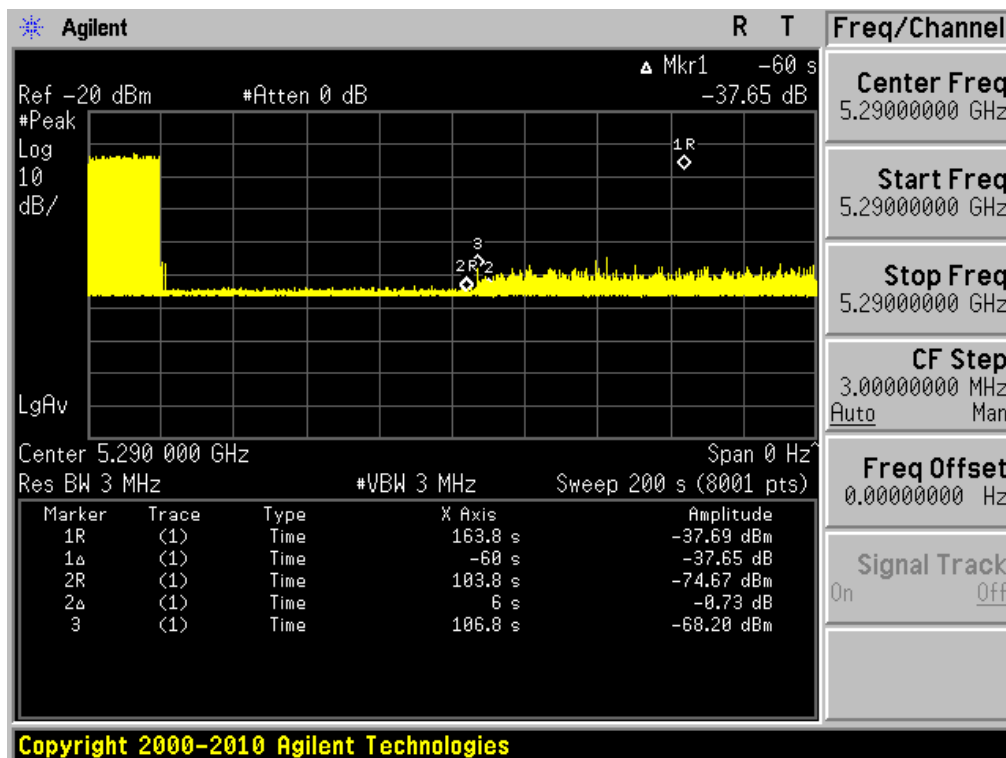 Agilent R T
Δ Mkr1 -60 s
Ref -20 dBm #Atten 0 dB -37.65 dB
#Peak
Log
10
dB/
1R
3
2R 2
LgAv
Center 5.290 000 GHz Span 0 Hz^
Res BW 3 MHz #VBW 3 MHz Sweep 200 s (8001 pts)
Marker Trace Type X Axis Amplitude
1R (1) Time 163.8 s -37.69 dBm
1Δ (1) Time -60 s -37.65 dB
2R (1) Time 103.8 s -74.67 dBm
2Δ (1) Time 6 s -0.73 dB
3 (1) Time 106.8 s -68.20 dBm
Copyright 2000-2010 Agilent Technologies
Freq/Channel
Center Freq
5.29000000 GHz
Start Freq
5.29000000 GHz
Stop Freq
5.29000000 GHz
CF Step
3.00000000 MHz
Auto Man
Freq Offset
0.00000000 Hz
Signal Track
On Off